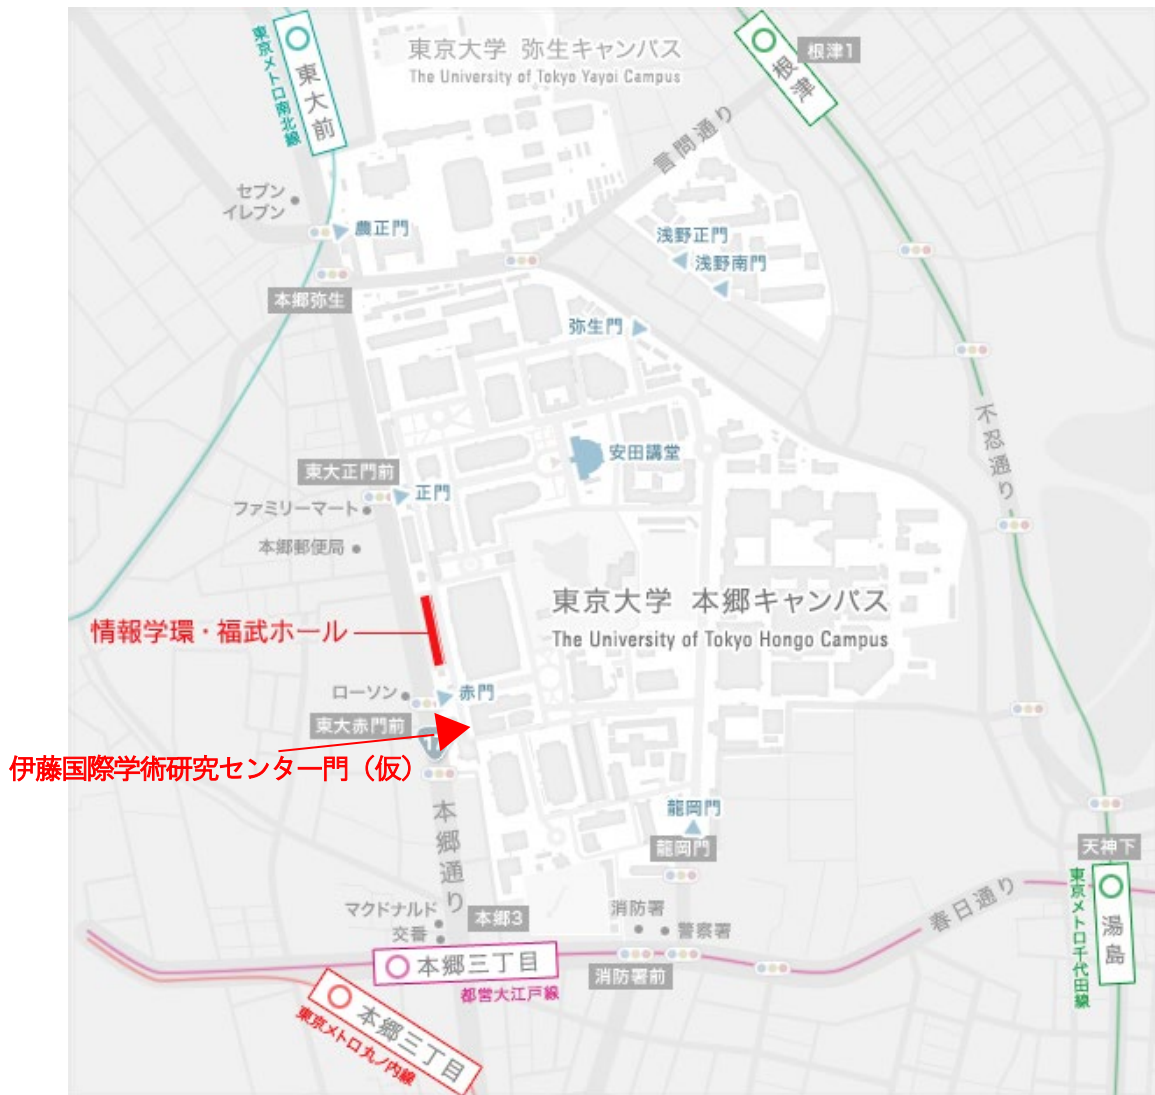 東京大学 弥生キャンパス
The University of Tokyo Yayoi Campus
東大前
東京メトロ南北線
根津
根津1
言問通り
セブン
イレブン
農正門
浅野正門
浅野南門
本郷弥生
弥生門
不忍通り
安田講堂
東大正門前
正門
ファミリーマート
本郷郵便局
東京大学 本郷キャンパス
The University of Tokyo Hongo Campus
情報学環・福武ホール
ローソン
赤門
東大赤門前
伊藤国際学術研究センター門（仮）
本郷通り
龍岡門
龍岡門
天神下
湯島
東京メトロ千代田線
春日通り
マクドナルド
交番
本郷3
消防署
警察署
本郷三丁目
都営大江戸線
消防署前
本郷三丁目
東京メトロ丸ノ内線